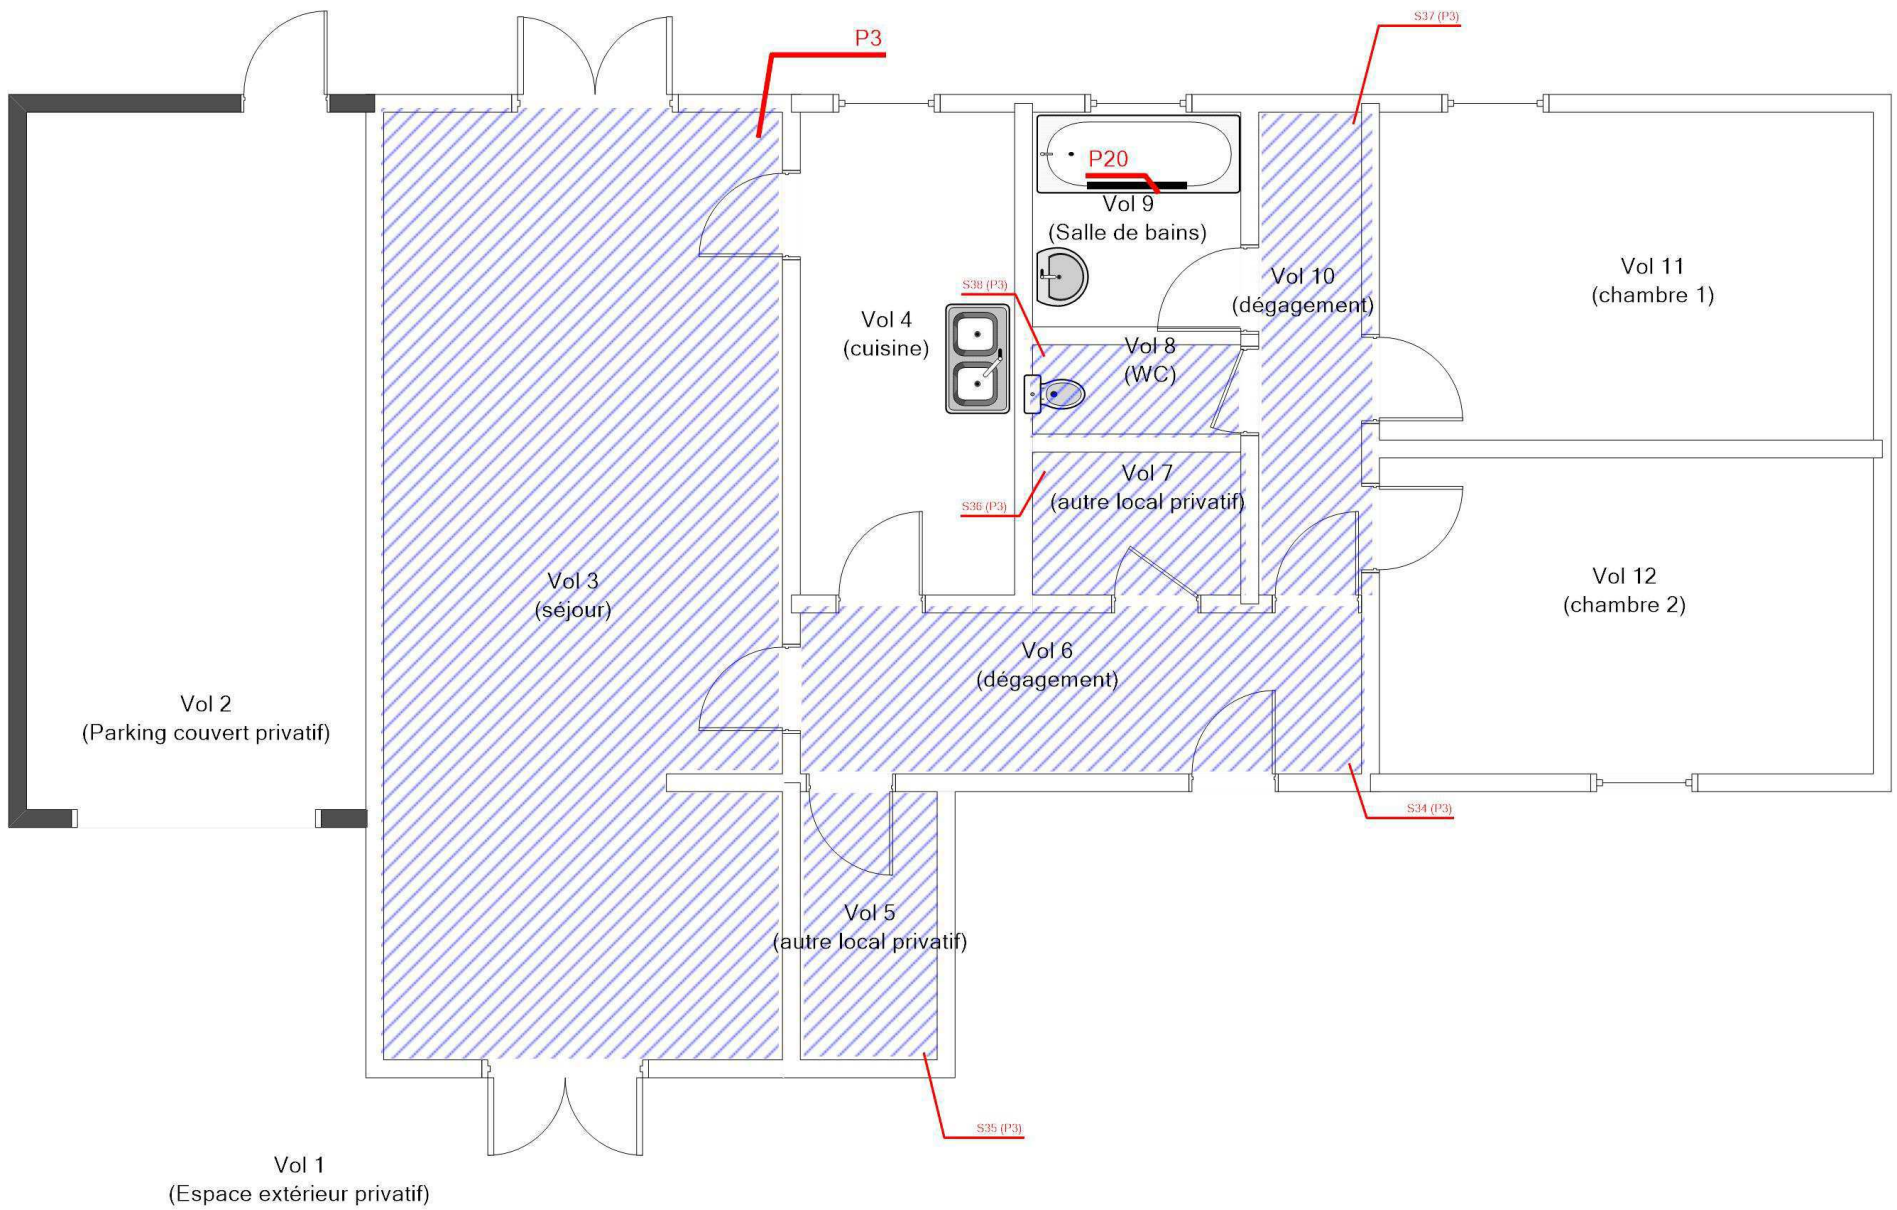 S37 (P3)
P3
P20
Vol 9
(Salle de bains)
Vol 10
(dégagement)
Vol 11
(chambre 1)
S38 (P3)
Vol 4
(cuisine)
Vol 8
(WC)
Vol 7
(autre local privatif)
S36 (P3)
Vol 3
(séjour)
Vol 12
(chambre 2)
Vol 6
(dégagement)
Vol 2
(Parking couvert privatif)
S34 (P3)
Vol 5
(autre local privatif)
S35 (P3)
Vol 1
(Espace extérieur privatif)